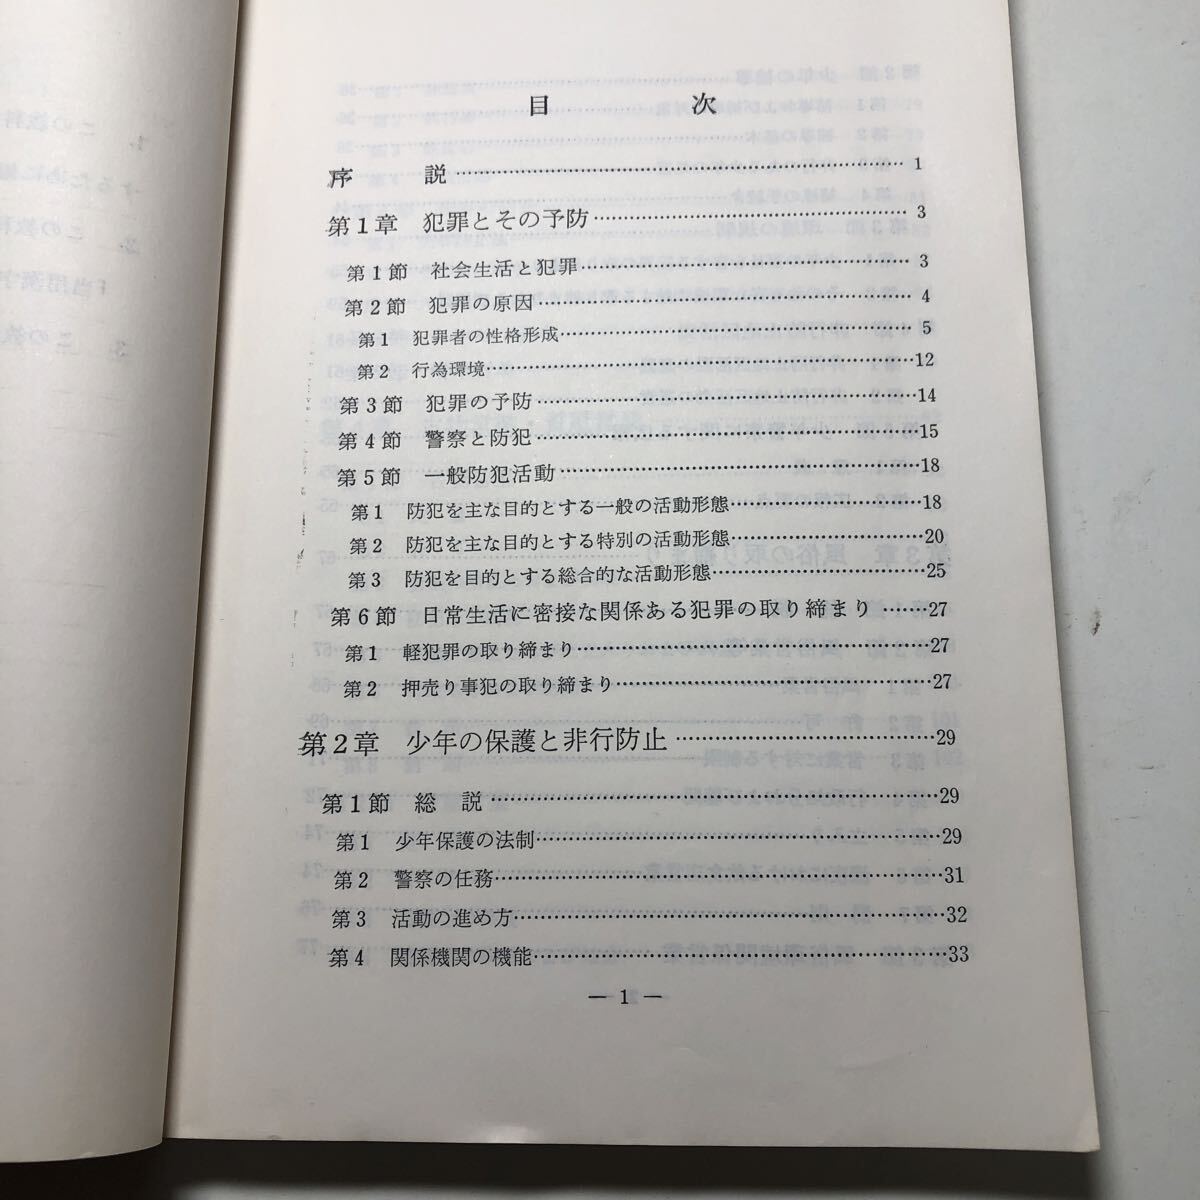 目次
序説……1
第1章 犯罪とその予防……3
第1節 社会生活と犯罪……3
第2節 犯罪の原因……4
第1 犯罪者の性格形成……5
第2 行為環境……12
第3節 犯罪の予防……14
第4節 警察と防犯……15
第5節 一般防犯活動……18
第1 防犯を主な目的とする一般の活動形態……18
第2 防犯を主な目的とする特別の活動形態……20
第3 防犯を目的とする総合的な活動形態……25
第6節 日常生活に密接な関係ある犯罪の取り締まり……27
第1 軽犯罪の取り締まり……27
第2 押売り事犯の取り締まり……27
第2章 少年の保護と非行防止……29
第1節 総説……29
第1 少年保護の法制……29
第2 警察の任務……31
第3 活動の進め方……32
第4 関係機関の機能……33
— 1 —